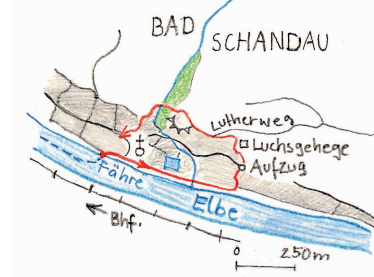 BAD
SCHANDAU
Lutherweg
Luchsgehege
Aufzug
Fähre
Elbe
Bhf.
0
250m